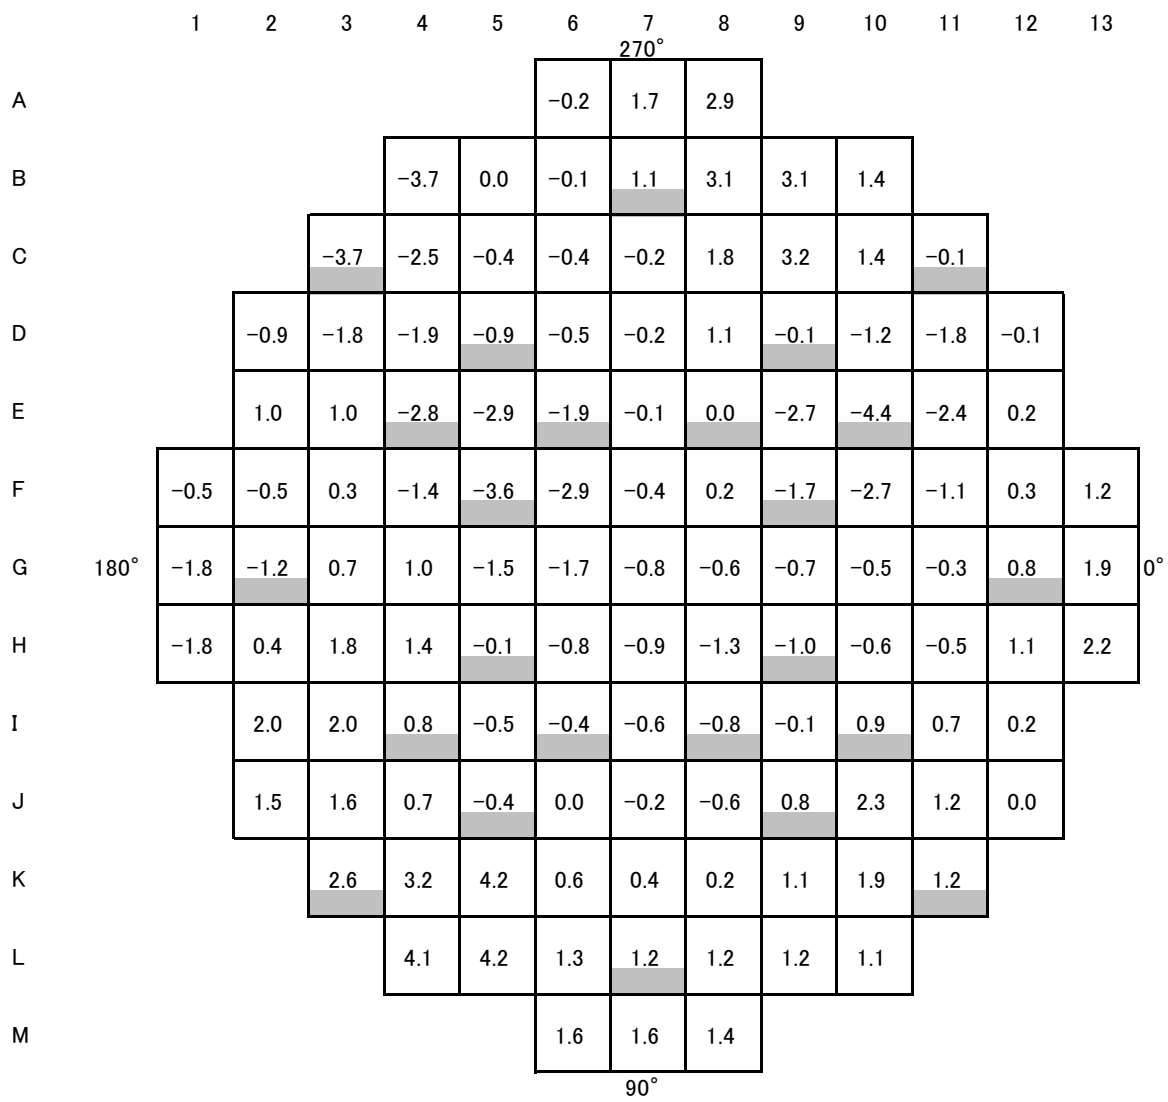 1 2 3 4 5 6 7 8 9 10 11 12 13
270°
A −0.2 1.7 2.9
B −3.7 0.0 −0.1 1.1 3.1 3.1 1.4
C −3.7 −2.5 −0.4 −0.4 −0.2 1.8 3.2 1.4 −0.1
D −0.9 −1.8 −1.9 −0.9 −0.5 −0.2 1.1 −0.1 −1.2 −1.8 −0.1
E 1.0 1.0 −2.8 −2.9 −1.9 −0.1 0.0 −2.7 −4.4 −2.4 0.2
F −0.5 −0.5 0.3 −1.4 −3.6 −2.9 −0.4 0.2 −1.7 −2.7 −1.1 0.3 1.2
G 180° −1.8 −1.2 0.7 1.0 −1.5 −1.7 −0.8 −0.6 −0.7 −0.5 −0.3 0.8 1.9 0°
H −1.8 0.4 1.8 1.4 −0.1 −0.8 −0.9 −1.3 −1.0 −0.6 −0.5 1.1 2.2
I 2.0 2.0 0.8 −0.5 −0.4 −0.6 −0.8 −0.1 0.9 0.7 0.2
J 1.5 1.6 0.7 −0.4 0.0 −0.2 −0.6 0.8 2.3 1.2 0.0
K 2.6 3.2 4.2 0.6 0.4 0.2 1.1 1.9 1.2
L 4.1 4.2 1.3 1.2 1.2 1.2 1.1
M 1.6 1.6 1.4
90°